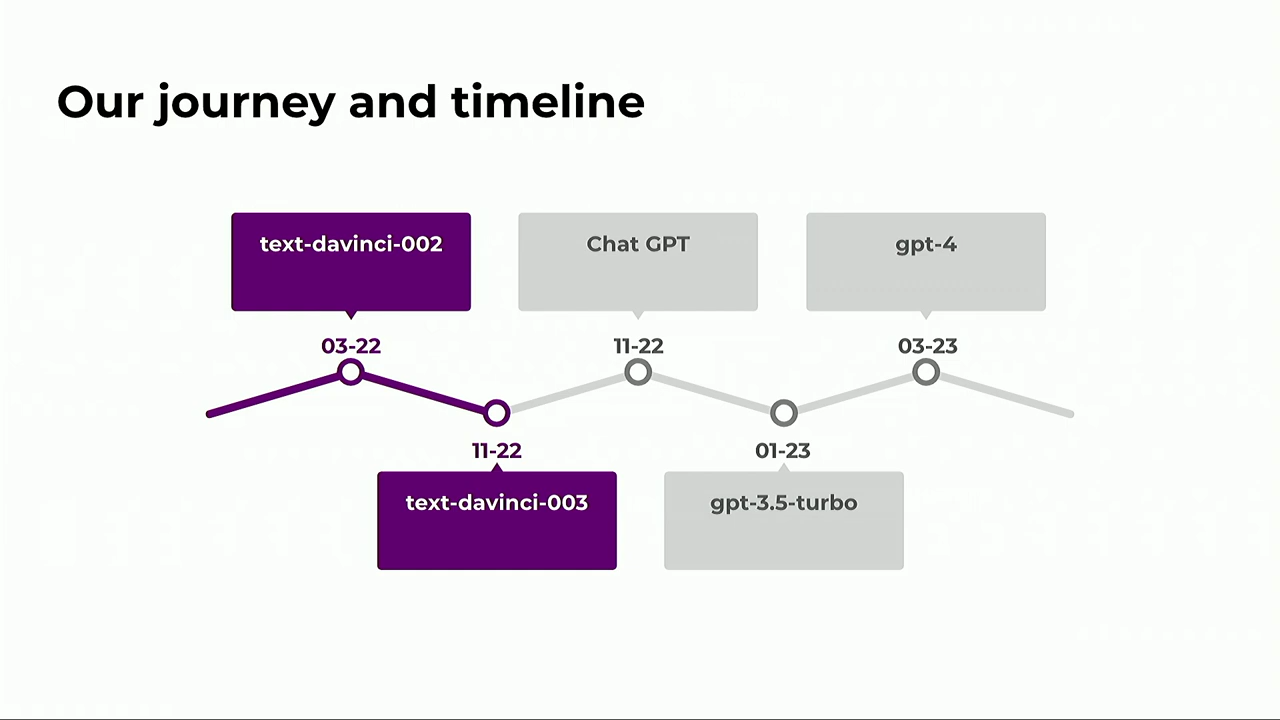 Our journey and timeline
text-davinci-002
Chat GPT
gpt-4
03-22
11-22
03-23
11-22
01-23
text-davinci-003
gpt-3.5-turbo